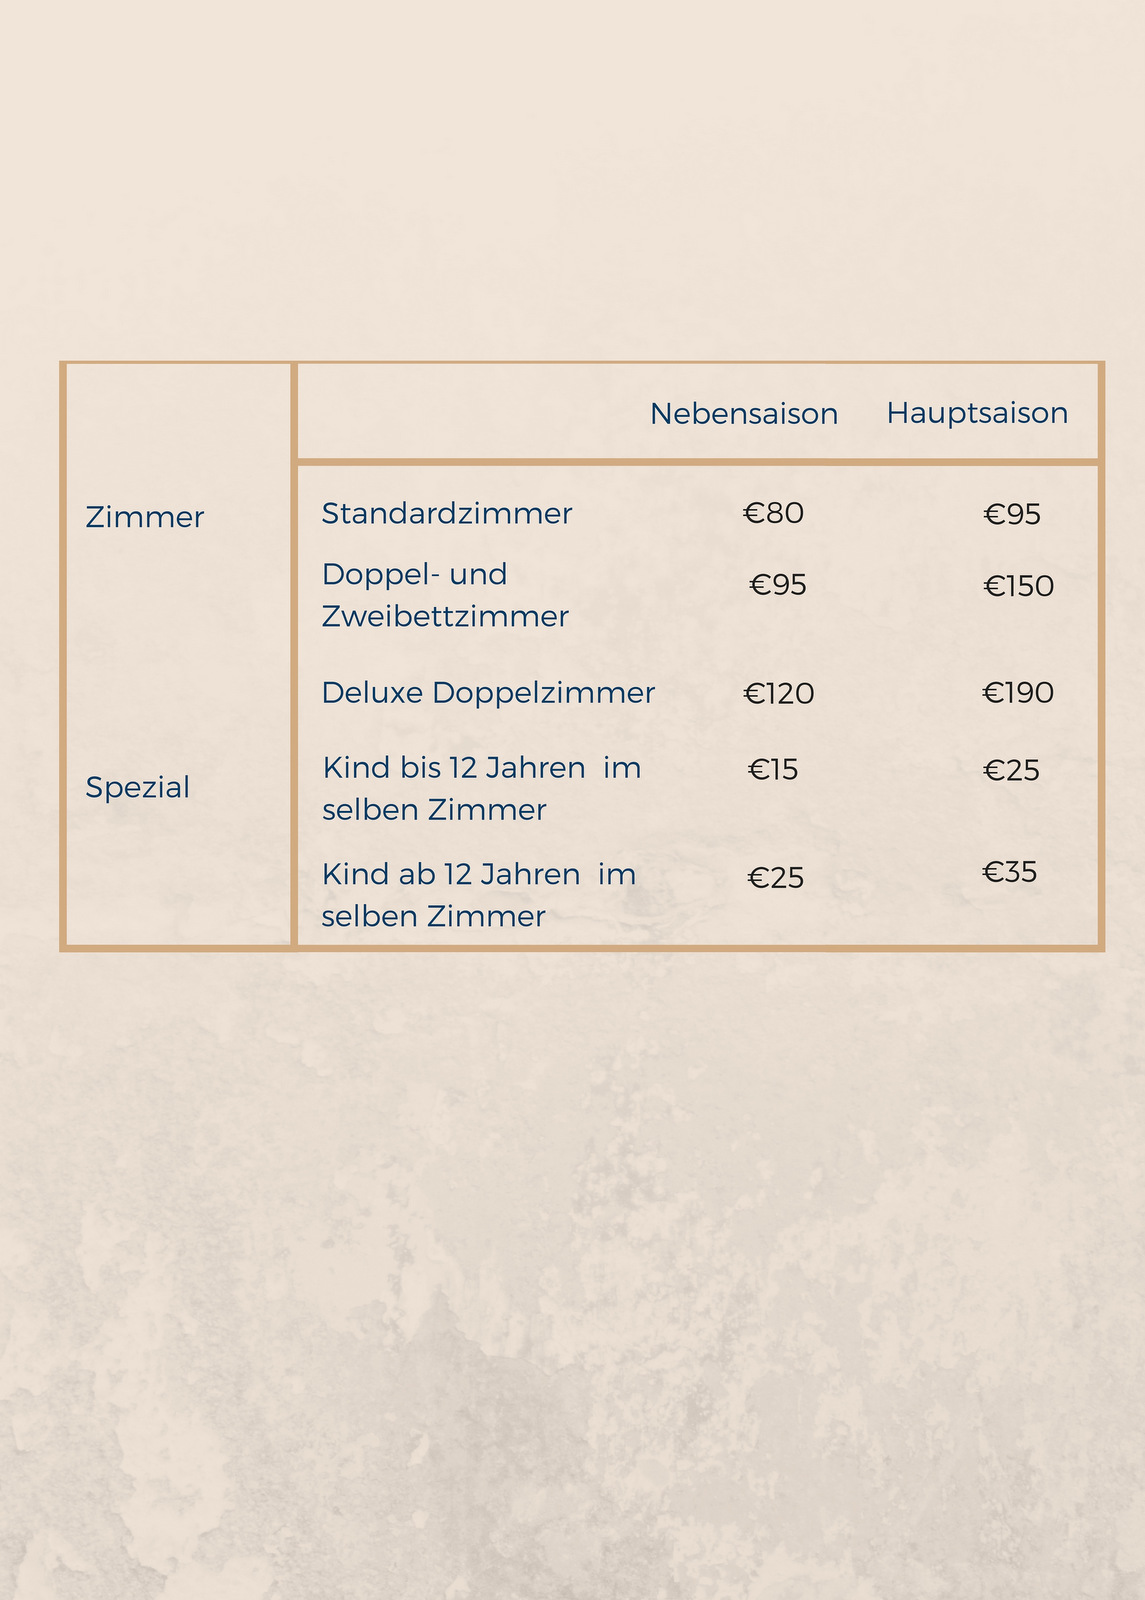 Nebensaison Hauptsaison
Zimmer Standardzimmer €80 €95
Doppel- und
Zweibettzimmer €95 €150
Deluxe Doppelzimmer €120 €190
Spezial
Kind bis 12 Jahren  im €15 €25
selben Zimmer
Kind ab 12 Jahren  im €25 €35
selben Zimmer